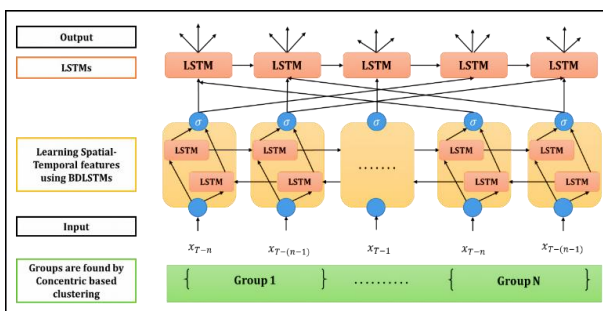 Output
LSTMs
LSTM LSTM LSTM LSTM LSTM
σ σ σ σ σ
Learning Spatial-
Temporal features
using BDLSTMs
LSTM LSTM LSTM LSTM
.......
LSTM LSTM LSTM LSTM
Input
x_{T-n} x_{T-(n-1)} x_{T-1} x_{T-n} x_{T-(n-1)}
Groups are found by
Concentric based
clustering
{ Group 1 } .......... { Group N }